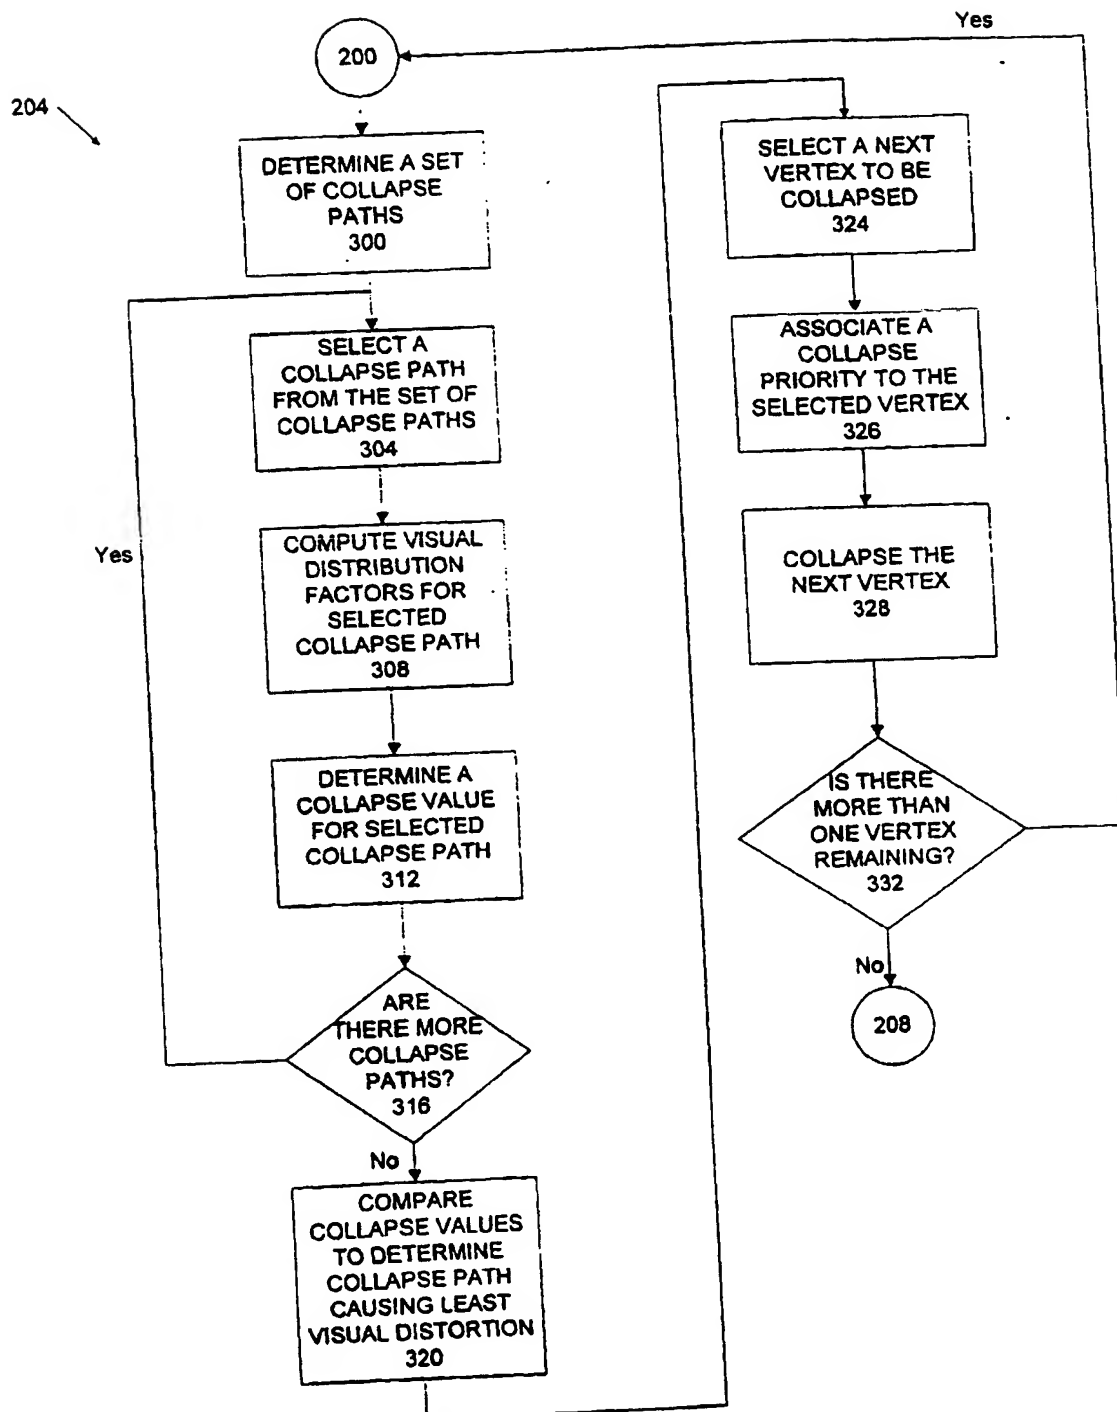 200
204
DETERMINE A SET
OF COLLAPSE
PATHS
300
SELECT A
COLLAPSE PATH
FROM THE SET OF
COLLAPSE PATHS
304
Yes
COMPUTE VISUAL
DISTRIBUTION
FACTORS FOR
SELECTED
COLLAPSE PATH
308
DETERMINE A
COLLAPSE VALUE
FOR SELECTED
COLLAPSE PATH
312
ARE
THERE MORE
COLLAPSE
PATHS?
316
No
COMPARE
COLLAPSE VALUES
TO DETERMINE
COLLAPSE PATH
CAUSING LEAST
VISUAL DISTORTION
320
Yes
SELECT A NEXT
VERTEX TO BE
COLLAPSED
324
ASSOCIATE A
COLLAPSE
PRIORITY TO THE
SELECTED VERTEX
326
COLLAPSE THE
NEXT VERTEX
328
IS THERE
MORE THAN
ONE VERTEX
REMAINING?
332
No
208